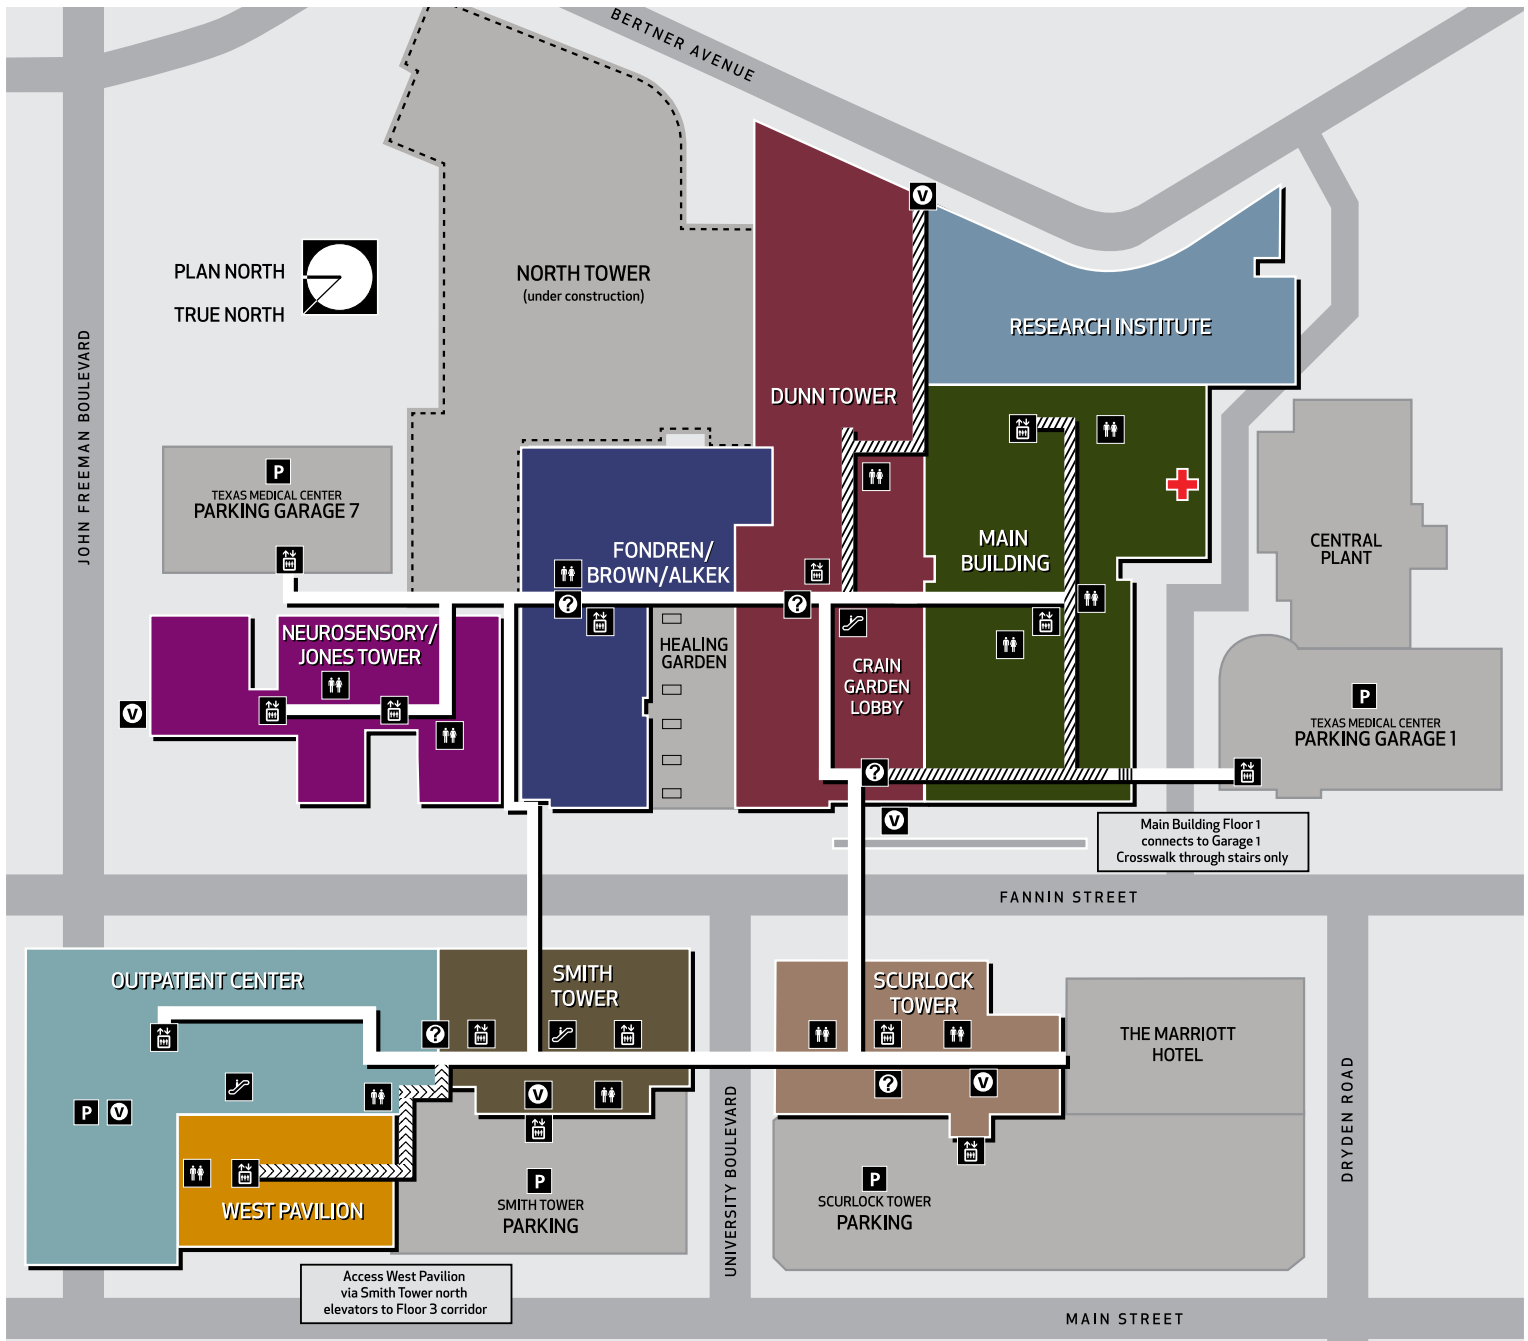 BERTNER AVENUE
PLAN NORTH
TRUE NORTH
NORTH TOWER
(under construction)
RESEARCH INSTITUTE
JOHN FREEMAN BOULEVARD
DUNN TOWER
P
TEXAS MEDICAL CENTER
PARKING GARAGE 7
FONDREN/
BROWN/ALKEK
MAIN
BUILDING
CENTRAL
PLANT
?
?
NEUROSENSORY/
JONES TOWER
HEALING
GARDEN
CRAIN
GARDEN
LOBBY
V
V
P
TEXAS MEDICAL CENTER
PARKING GARAGE 1
?
V
Main Building Floor 1
connects to Garage 1
Crosswalk through stairs only
FANNIN STREET
OUTPATIENT CENTER
SMITH
TOWER
SCURLOCK
TOWER
THE MARRIOTT
HOTEL
?
P V
V
?
V
WEST PAVILION
P
SMITH TOWER
PARKING
UNIVERSITY BOULEVARD
P
SCURLOCK TOWER
PARKING
DRYDEN ROAD
Access West Pavilion
via Smith Tower north
elevators to Floor 3 corridor
MAIN STREET